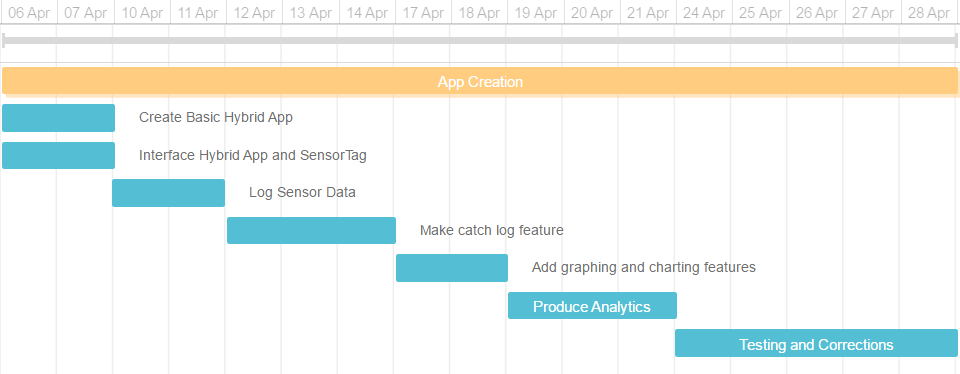 06 Apr 07 Apr 10 Apr 11 Apr 12 Apr 13 Apr 14 Apr 17 Apr 18 Apr 19 Apr 20 Apr 21 Apr 24 Apr 25 Apr 26 Apr 27 Apr 28 Apr
App Creation
Create Basic Hybrid App
Interface Hybrid App and SensorTag
Log Sensor Data
Make catch log feature
Add graphing and charting features
Produce Analytics
Testing and Corrections